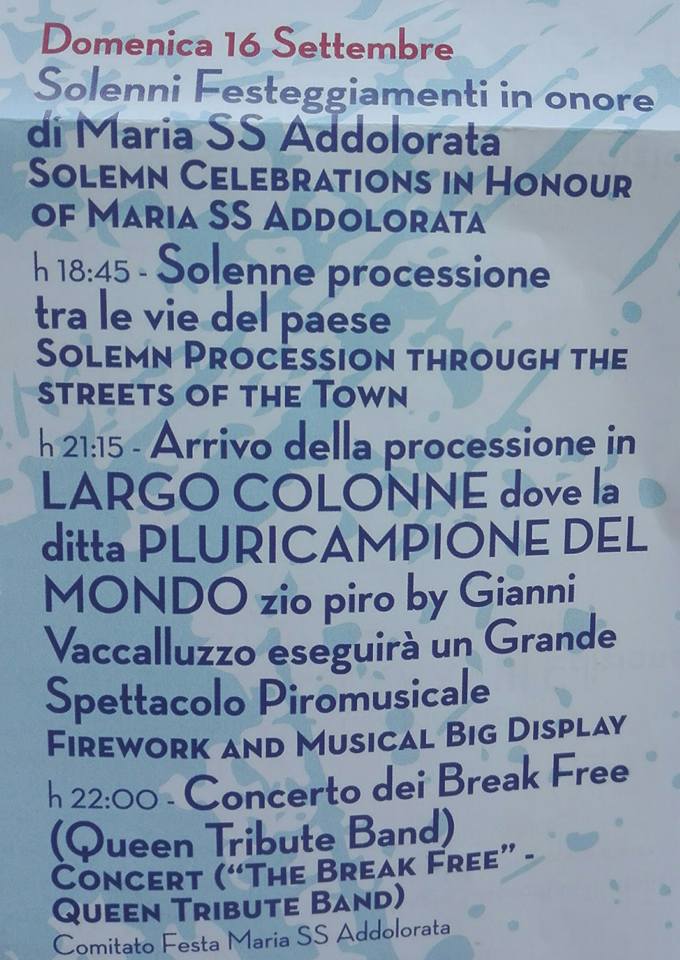 Domenica 16 Settembre
Solenni Festeggiamenti in onore
di Maria SS Addolorata
SOLEMN CELEBRATIONS IN HONOUR
OF MARIA SS ADDOLORATA
h 18:45 - Solenne processione
tra le vie del paese
SOLEMN PROCESSION THROUGH THE
STREETS OF THE TOWN
h 21:15 - Arrivo della processione in
LARGO COLONNE dove la
ditta PLURICAMPIONE DEL
MONDO zio piro by Gianni
Vaccalluzzo eseguirà un Grande
Spettacolo Piromusicale
FIREWORK AND MUSICAL BIG DISPLAY
h 22:00 - Concerto dei Break Free
(Queen Tribute Band)
CONCERT ("THE BREAK FREE" -
QUEEN TRIBUTE BAND)
Comitato Festa Maria SS Addolorata